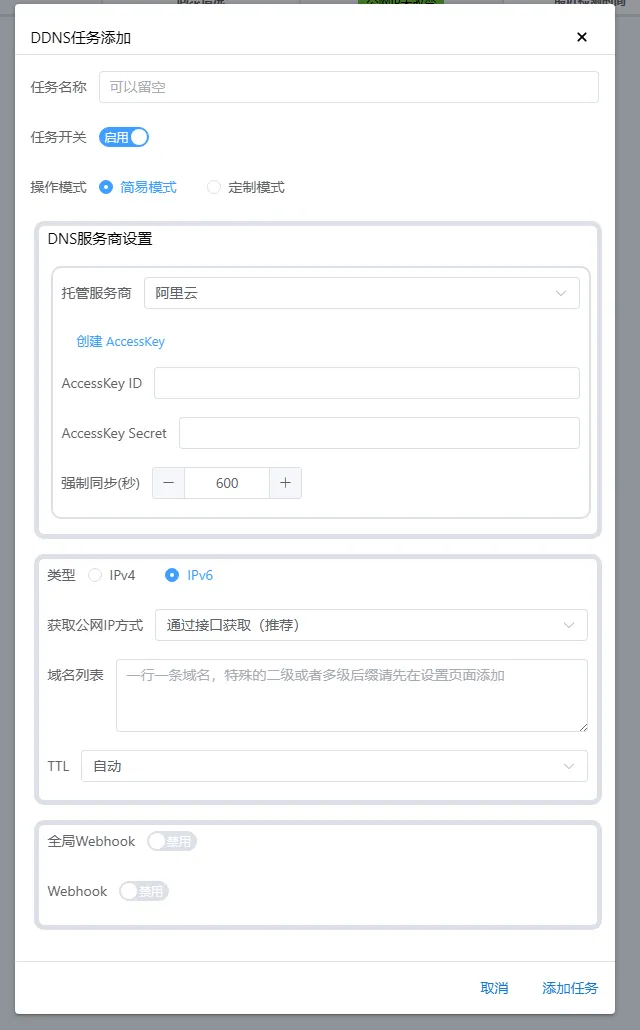 DDNS任务添加
任务名称 可以留空
任务开关 启用
操作模式 简易模式 定制模式
DNS服务商设置
托管服务商 阿里云
创建 AccessKey
AccessKey ID
AccessKey Secret
强制同步(秒) 600
类型 IPv4 IPv6
获取公网IP方式 通过接口获取（推荐）
域名列表 一行一条域名，特殊的二级或者多级后缀请先在设置页面添加
TTL 自动
全局Webhook 禁用
Webhook 禁用
取消 添加任务